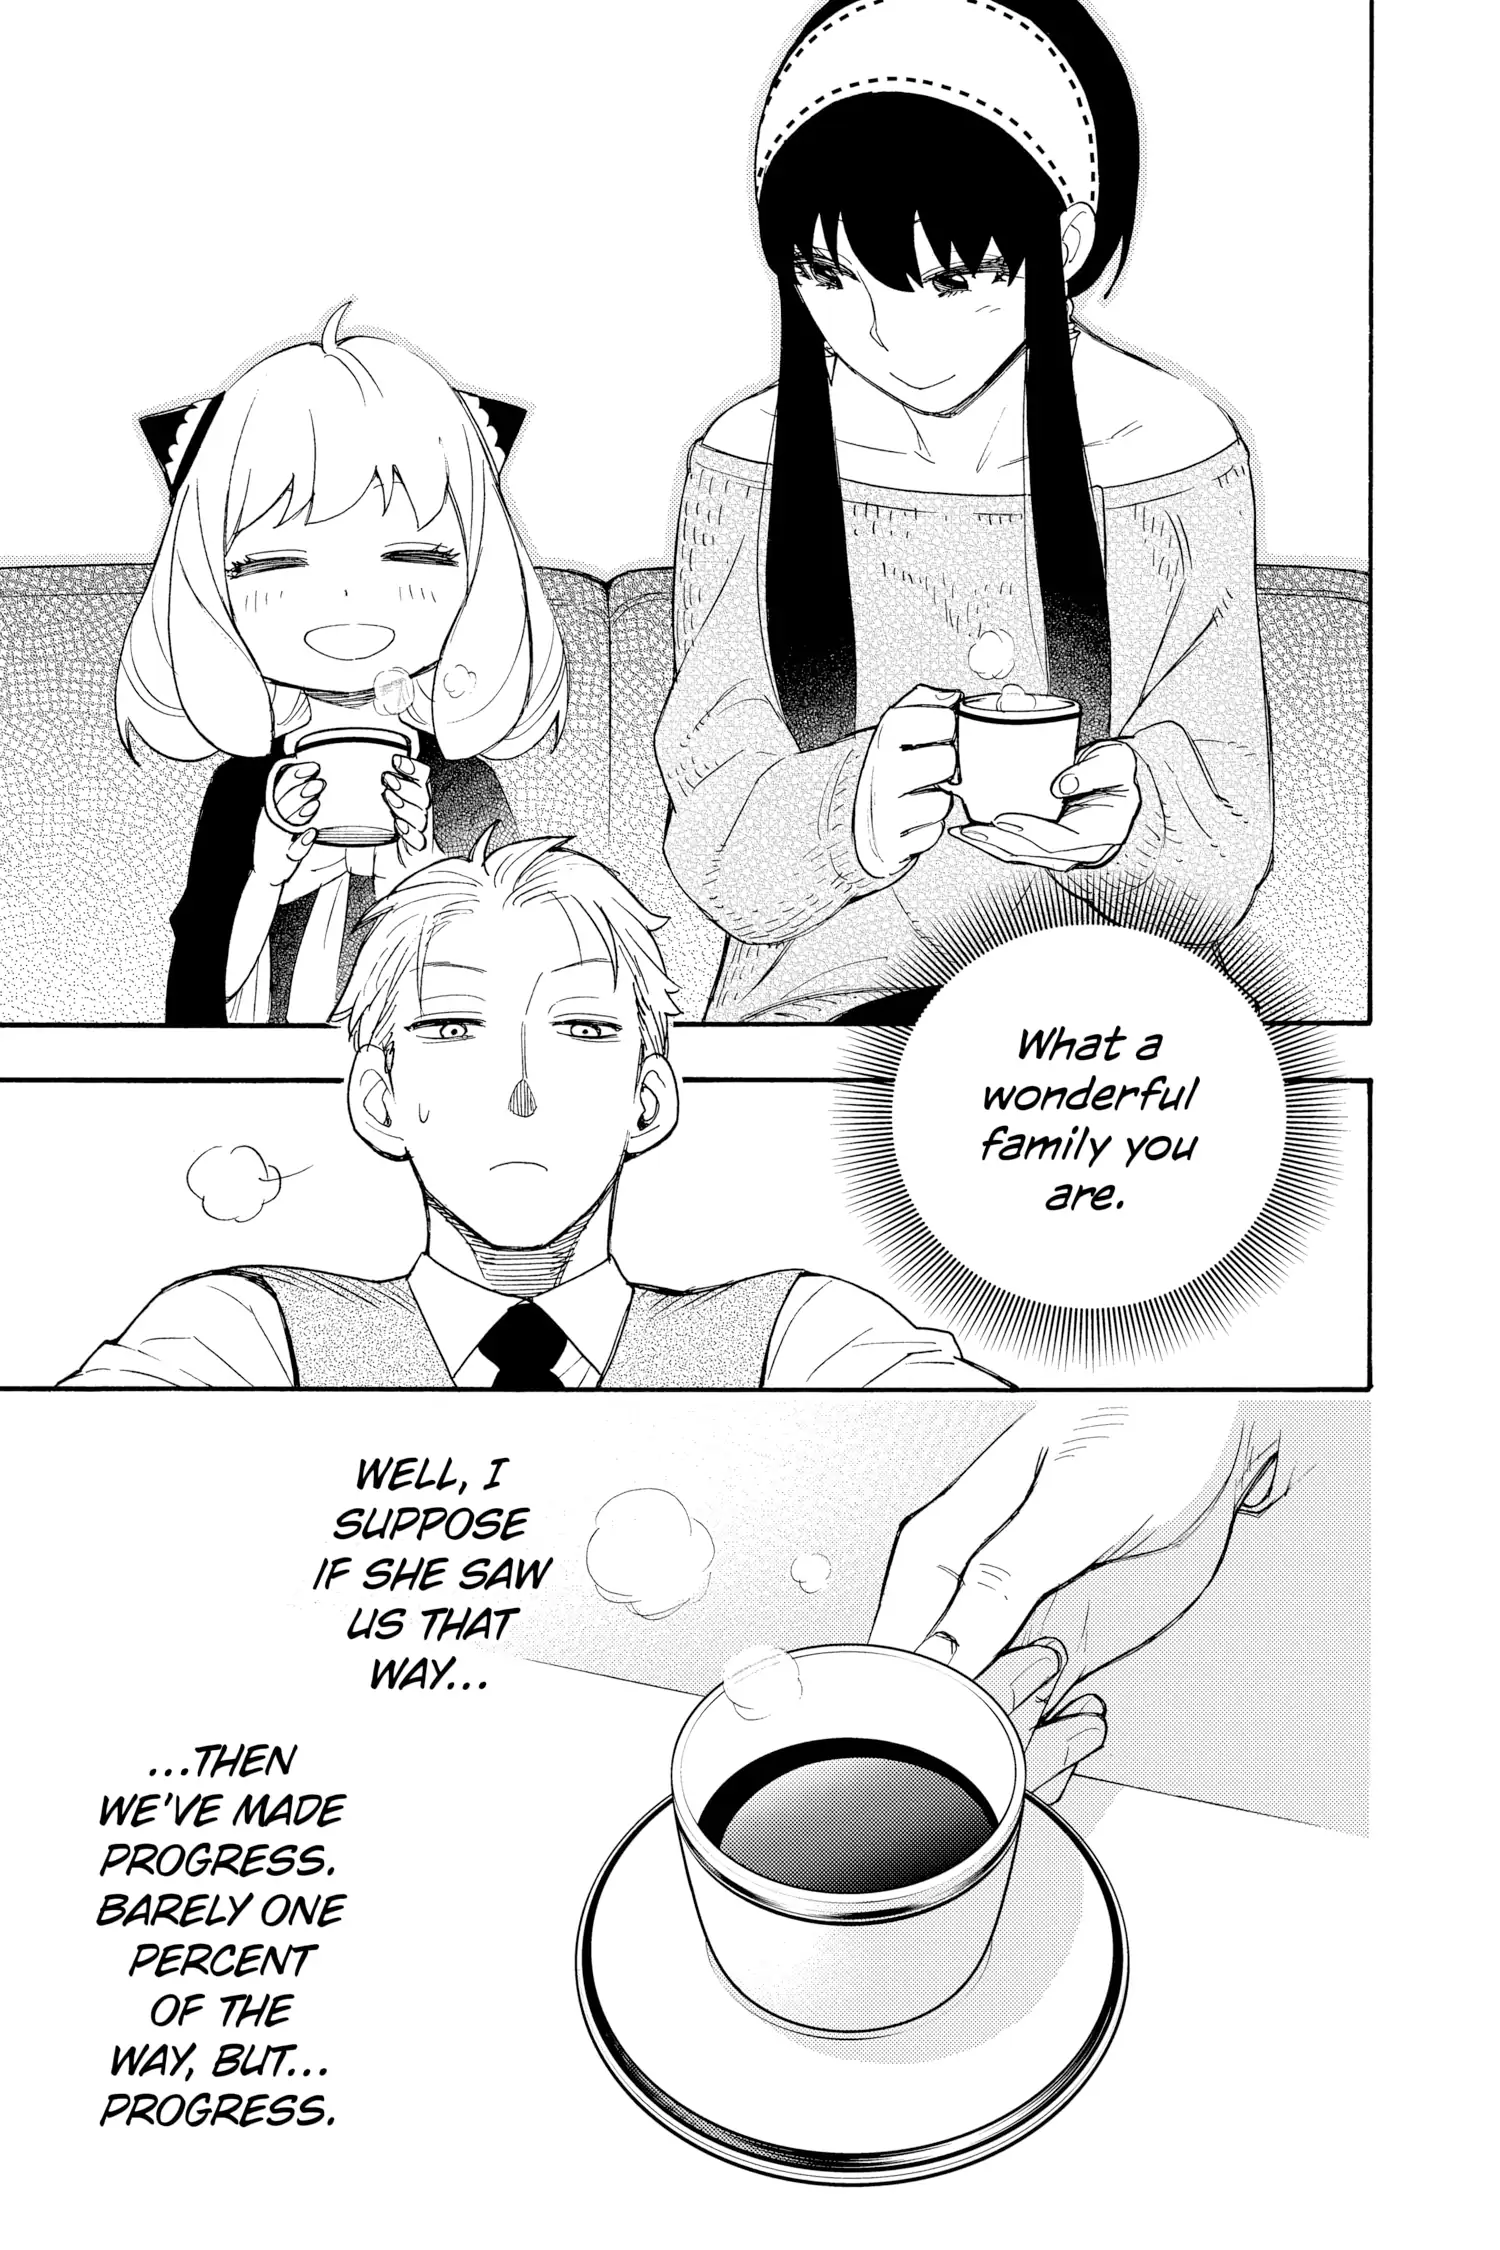 What a
wonderful
family you
are.
WELL, I
SUPPOSE
IF SHE SAW
US THAT
WAY...
...THEN
WE'VE MADE
PROGRESS.
BARELY ONE
PERCENT
OF THE
WAY, BUT...
PROGRESS.